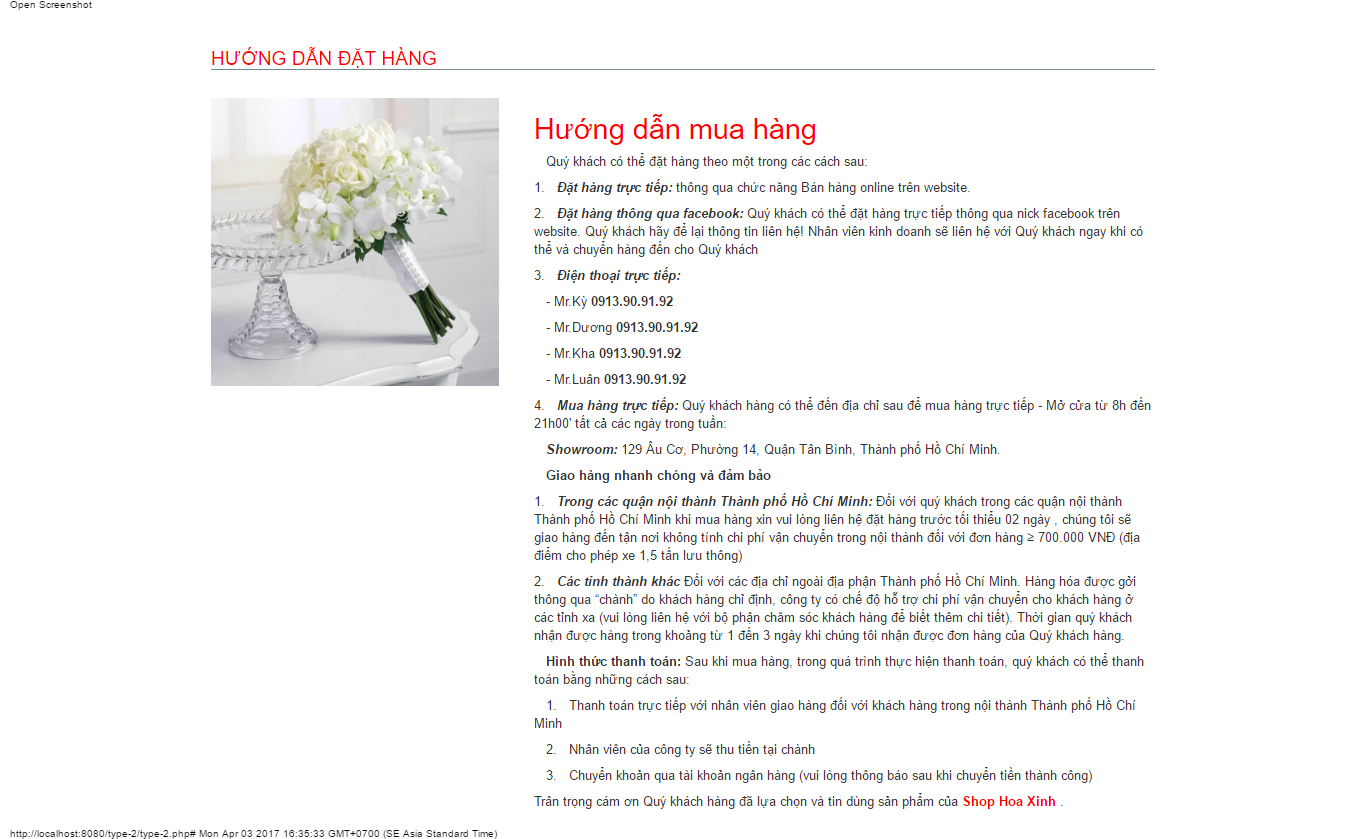 Open Screenshot
HƯỚNG DẪN ĐẶT HÀNG
Hướng dẫn mua hàng
Quý khách có thể đặt hàng theo một trong các cách sau:
1. Đặt hàng trực tiếp: thông qua chức năng Bán hàng online trên website.
2. Đặt hàng thông qua facebook: Quý khách có thể đặt hàng trực tiếp thông qua nick facebook trên
website. Quý khách hãy để lại thông tin liên hệ! Nhân viên kinh doanh sẽ liên hệ với Quý khách ngay khi có
thể và chuyển hàng đến cho Quý khách
3. Điện thoại trực tiếp:
- Mr.Kỳ 0913.90.91.92
- Mr.Dương 0913.90.91.92
- Mr.Kha 0913.90.91.92
- Mr.Luân 0913.90.91.92
4. Mua hàng trực tiếp: Quý khách hàng có thể đến địa chỉ sau để mua hàng trực tiếp - Mở cửa từ 8h đến
21h00' tất cả các ngày trong tuần:
Showroom: 129 Âu Cơ, Phường 14, Quận Tân Bình, Thành phố Hồ Chí Minh.
Giao hàng nhanh chóng và đảm bảo
1. Trong các quận nội thành Thành phố Hồ Chí Minh: Đối với quý khách trong các quận nội thành
Thành phố Hồ Chí Minh khi mua hàng xin vui lòng liên hệ đặt hàng trước tối thiểu 02 ngày , chúng tôi sẽ
giao hàng đến tận nơi không tính chi phí vận chuyển trong nội thành đối với đơn hàng ≥ 700.000 VNĐ (địa
điểm cho phép xe 1,5 tấn lưu thông)
2. Các tỉnh thành khác Đối với các địa chỉ ngoài địa phận Thành phố Hồ Chí Minh. Hàng hóa được gởi
thông qua “chành” do khách hàng chỉ định, công ty có chế độ hỗ trợ chi phí vận chuyển cho khách hàng ở
các tỉnh xa (vui lòng liên hệ với bộ phận chăm sóc khách hàng để biết thêm chi tiết). Thời gian quý khách
nhận được hàng trong khoảng từ 1 đến 3 ngày khi chúng tôi nhận được đơn hàng của Quý khách hàng.
Hình thức thanh toán: Sau khi mua hàng, trong quá trình thực hiện thanh toán, quý khách có thể thanh
toán bằng những cách sau:
1. Thanh toán trực tiếp với nhân viên giao hàng đối với khách hàng trong nội thành Thành phố Hồ Chí
Minh
2. Nhân viên của công ty sẽ thu tiền tại chành
3. Chuyển khoản qua tài khoản ngân hàng (vui lòng thông báo sau khi chuyển tiền thành công)
Trân trọng cám ơn Quý khách hàng đã lựa chọn và tin dùng sản phẩm của Shop Hoa Xinh .
http://localhost:8080/type-2/type-2.php# Mon Apr 03 2017 16:35:33 GMT+0700 (SE Asia Standard Time)